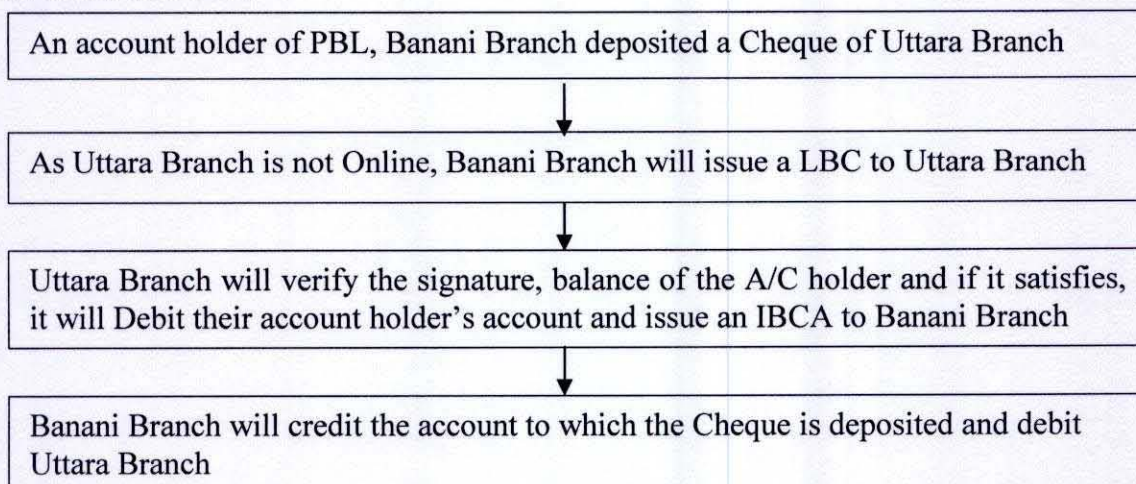 An account holder of PBL, Banani Branch deposited a Cheque of Uttara Branch
As Uttara Branch is not Online, Banani Branch will issue a LBC to Uttara Branch
Uttara Branch will verify the signature, balance of the A/C holder and if it satisfies,
it will Debit their account holder's account and issue an IBCA to Banani Branch
Banani Branch will credit the account to which the Cheque is deposited and debit
Uttara Branch